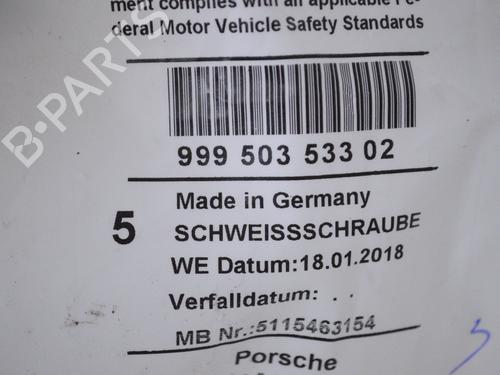 ment complies with all applicable Fe-
deral Motor Vehicle Safety Standards
999 503 533 02
5
Made in Germany
SCHWEISSSCHRAUBE
WE Datum:18.01.2018
Verfalldatum: . .
MB Nr.:5115463154
Porsche
B-PARTS